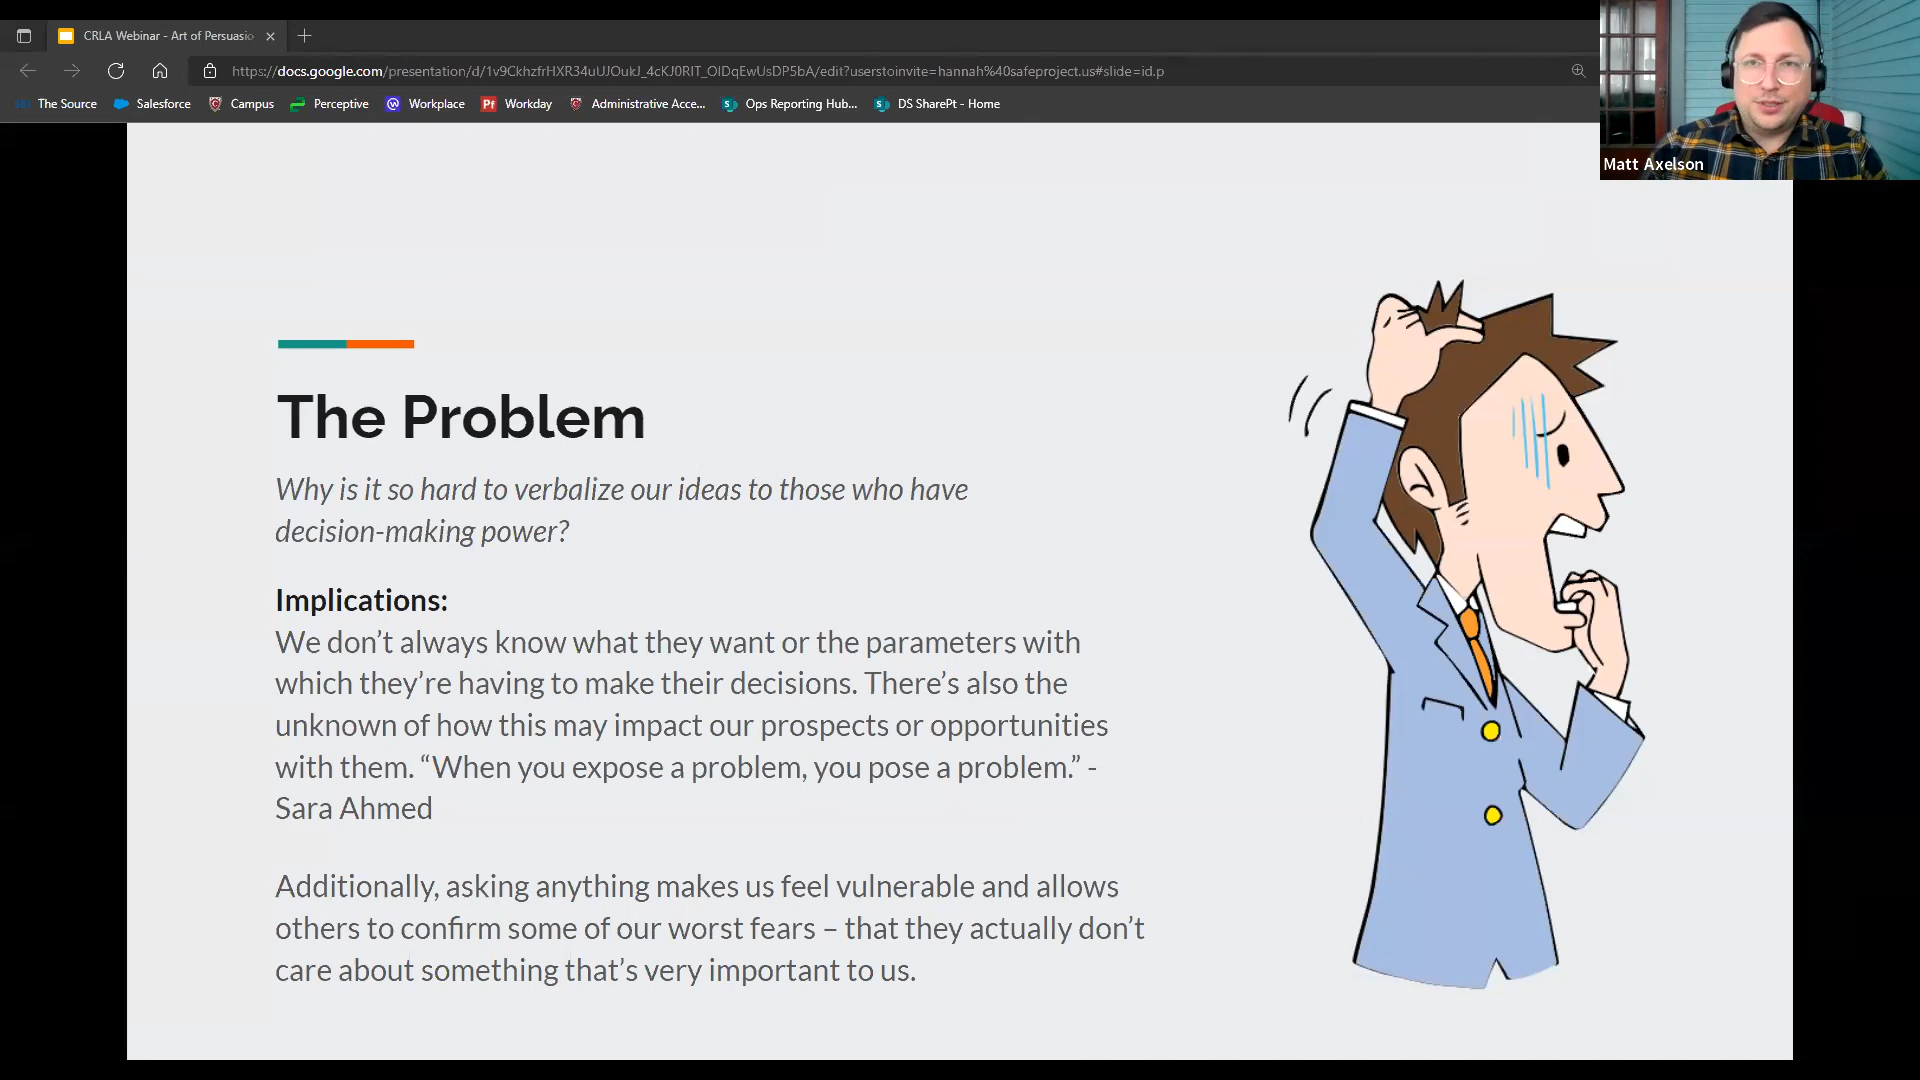 CRLA Webinar - Art of Persuasio
https://docs.google.com/presentation/d/1v9CkhzfrHXR34uUJOukJ_4cKJ0RIT_OlDqEwUsDP5bA/edit?userstoinvite=hannah%40safeproject.us#slide=id.p
The Source Salesforce Campus Perceptive Workplace Workday Administrative Acce... Ops Reporting Hub... DS SharePt - Home
Matt Axelson
The Problem
Why is it so hard to verbalize our ideas to those who have
decision-making power?
Implications:
We don’t always know what they want or the parameters with
which they’re having to make their decisions. There’s also the
unknown of how this may impact our prospects or opportunities
with them. “When you expose a problem, you pose a problem.” -
Sara Ahmed
Additionally, asking anything makes us feel vulnerable and allows
others to confirm some of our worst fears – that they actually don’t
care about something that’s very important to us.